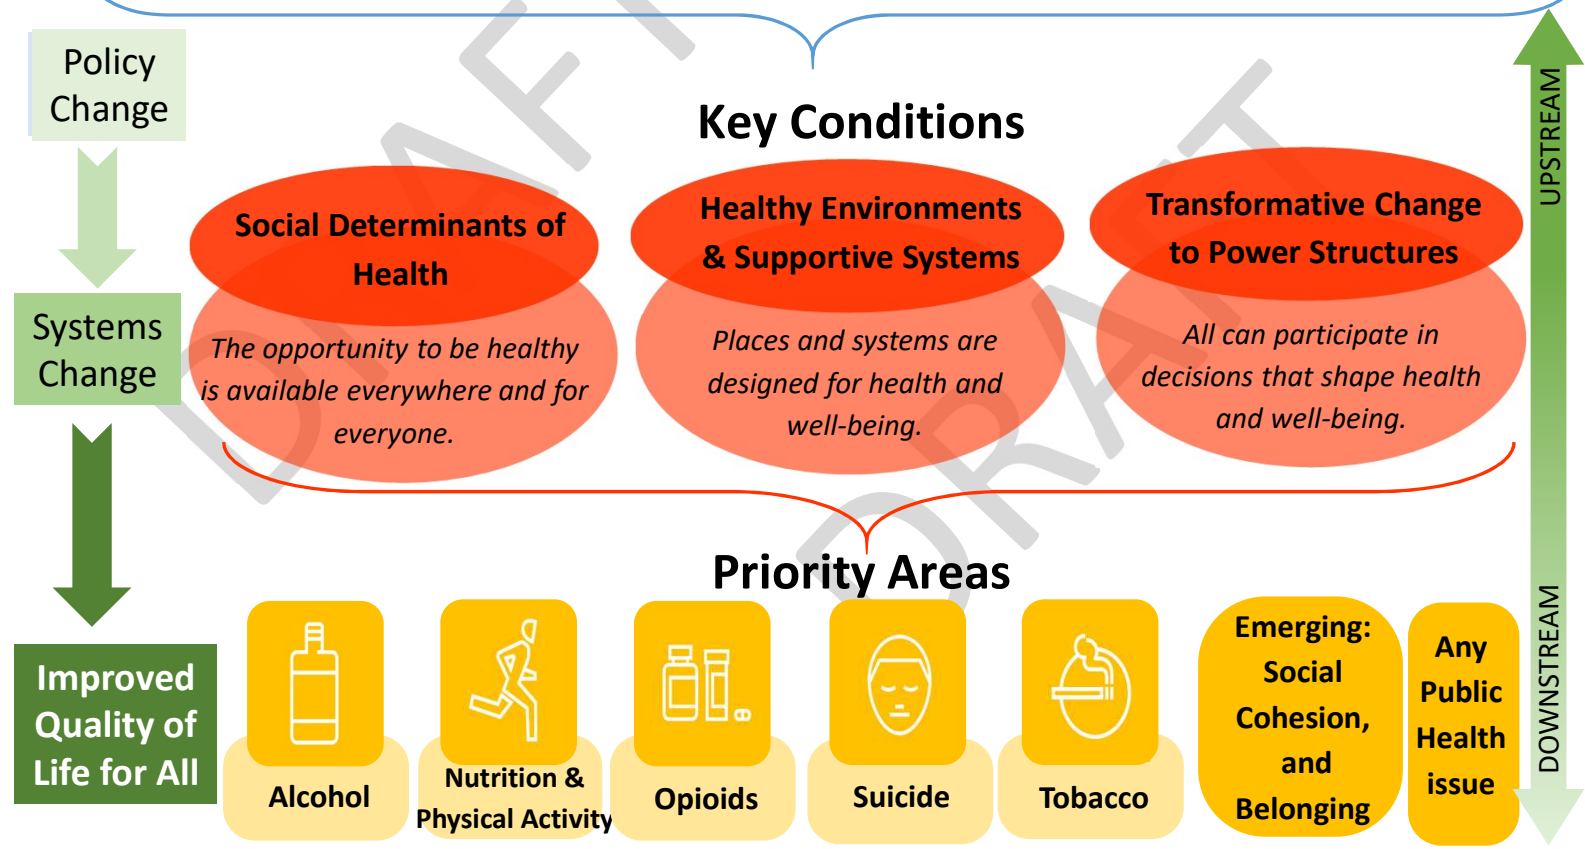 Policy
Change
Key Conditions
UPSTREAM
Social Determinants of
Health
Healthy Environments
& Supportive Systems
Transformative Change
to Power Structures
Systems
Change
The opportunity to be healthy
is available everywhere and for
everyone.
Places and systems are
designed for health and
well-being.
All can participate in
decisions that shape health
and well-being.
DRAFT
DRAFT
Priority Areas
Improved
Quality of
Life for All
Alcohol
Nutrition &
Physical Activity
Opioids
Suicide
Tobacco
Emerging:
Social
Cohesion,
and
Belonging
Any
Public
Health
issue
DOWNSTREAM